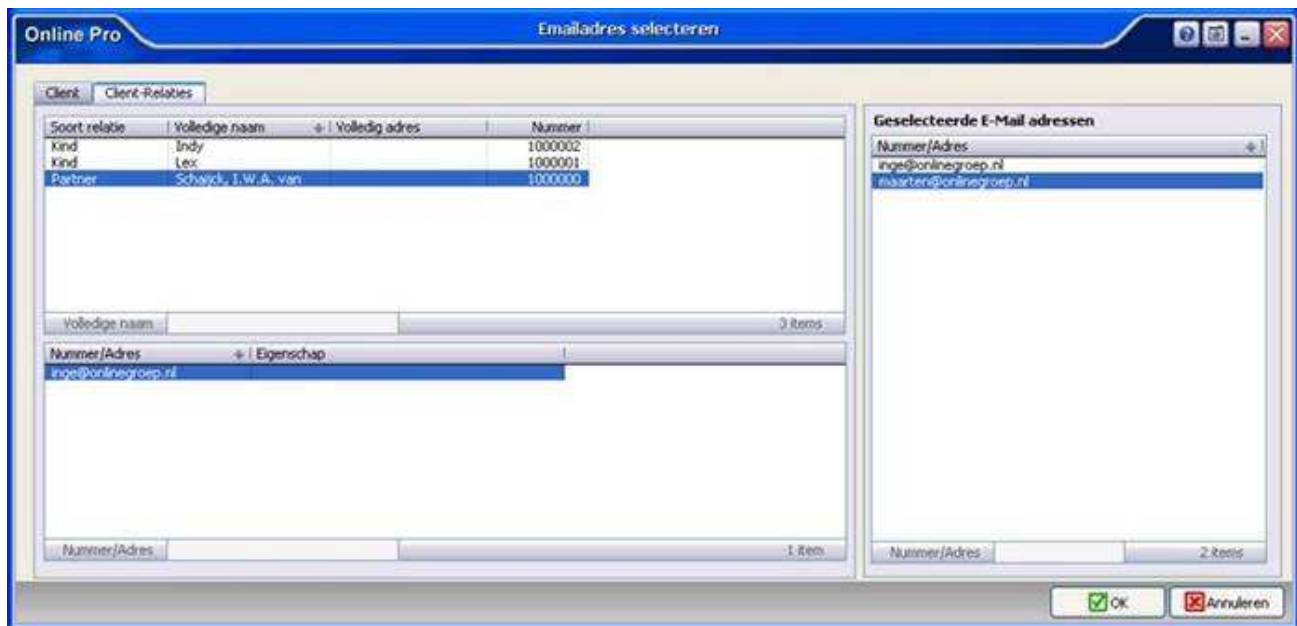 Online Pro
Emailadres selecteren
Client Client-Relaties
Soort relatie Volledige naam Volledig adres Nummer
Kind Indy 1000002
Kind Lex 1000001
Partner Schaijck, I.W.A. van 1000000
Volledige naam 3 items
Nummer/Adres Eigenschap
inge@onlinegroep.nl
Nummer/Adres 1 item
Geselecteerde E-Mail adressen
Nummer/Adres
inge@onlinegroep.nl
maarten@onlinegroep.nl
Nummer/Adres 2 items
OK Annuleren